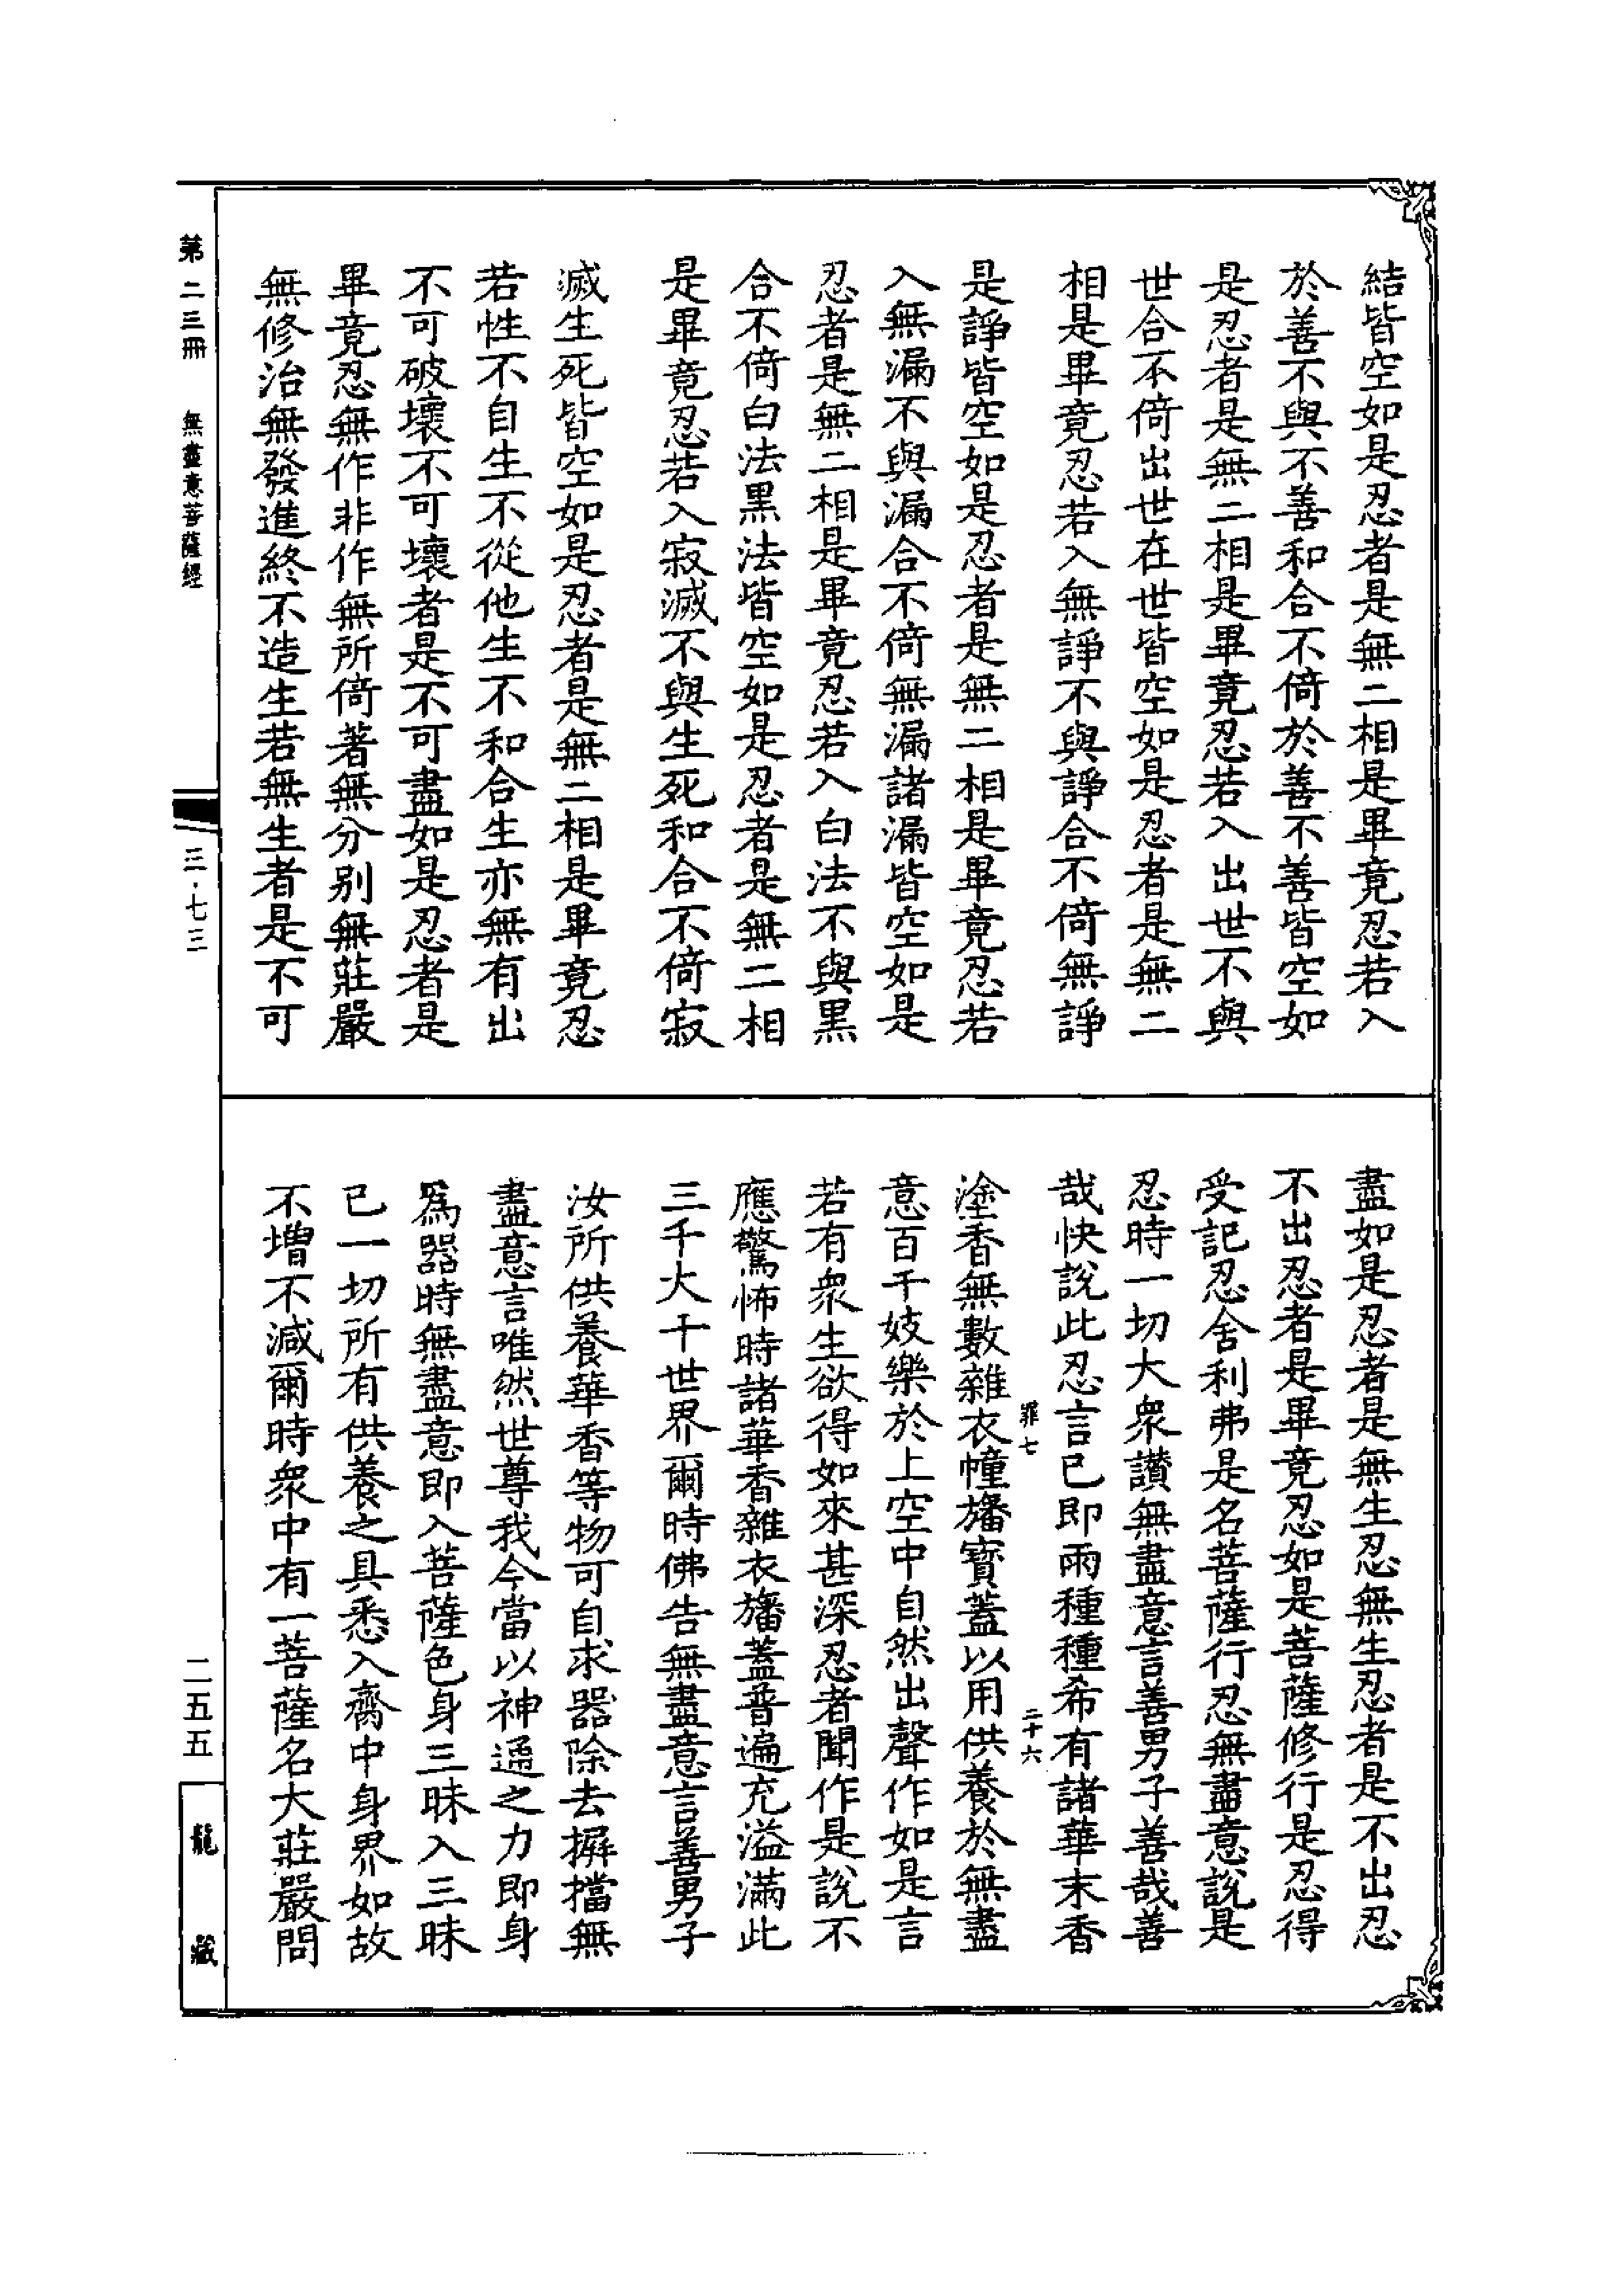 結皆空如是忍者是無二相是畢竟忍若入
於善不與不善和合不倚於善不善皆空如
是忍者是無二相是畢竟忍若入出世不與
世合不倚出世在世皆空如是忍者是無二
相是畢竟忍若入無諍不與諍合不倚無諍
是諍皆空如是忍者是無二相是畢竟忍若
入無漏不與漏合不倚無漏諸漏皆空如是
忍者是無二相是畢竟忍若入白法不與黑
合不倚白法黑法皆空如是忍者是無二相
是畢竟忍若入寂滅不與生死和合不倚寂
滅生死皆空如是忍者是無二相是畢竟忍
若性不自生不從他生不和合生亦無有出
不可破壞不可壞者是不可盡如是忍者是
畢竟忍無作非作無所倚著無分別無莊嚴
無修治無發進終不造生若無生者是不可
盡如是忍者是無生忍無生忍者是不出忍
不出忍者是畢竟忍如是菩薩修行是忍得
受記忍舍利弗是名菩薩行忍無盡意說是
忍時一切大衆讚無盡意言善男子善哉善
哉快說此忍言已即雨種種希有諸華末香
罪七
二十六
塗香無數雜衣幢旛寶蓋以用供養於無盡
意百千妓樂於上空中自然出聲作如是言
若有衆生欲得如來甚深忍者聞作是說不
應驚怖時諸華香雜衣旛蓋普遍充溢滿此
三千大千世界爾時佛告無盡意言善男子
汝所供養華香等物可自求器除去摒擋無
盡意言唯然世尊我今當以神通之力即身
爲器時無盡意即入菩薩色身三昧入三昧
已一切所有供養之具悉入齋中身界如故
不增不減爾時衆中有一菩薩名大莊嚴問
第二三冊
無盡意菩薩經
三·七三
二五五
龍藏